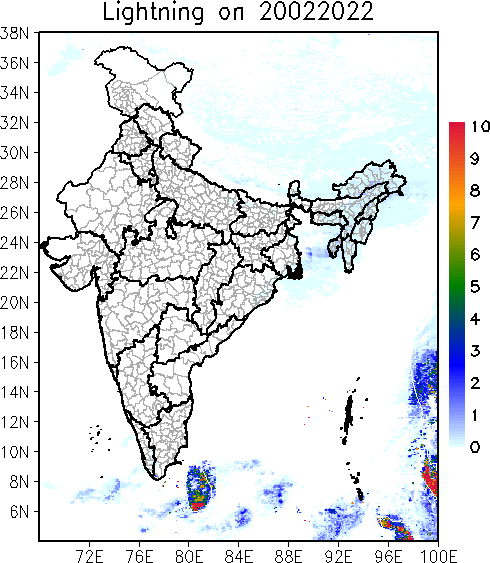 Lightning on 20022022
38N
36N
34N
32N
30N
28N
26N
24N
22N
20N
18N
16N
14N
12N
10N
8N
6N
72E 76E 80E 84E 88E 92E 96E 100E
10
9
8
7
6
5
4
3
2
1
0